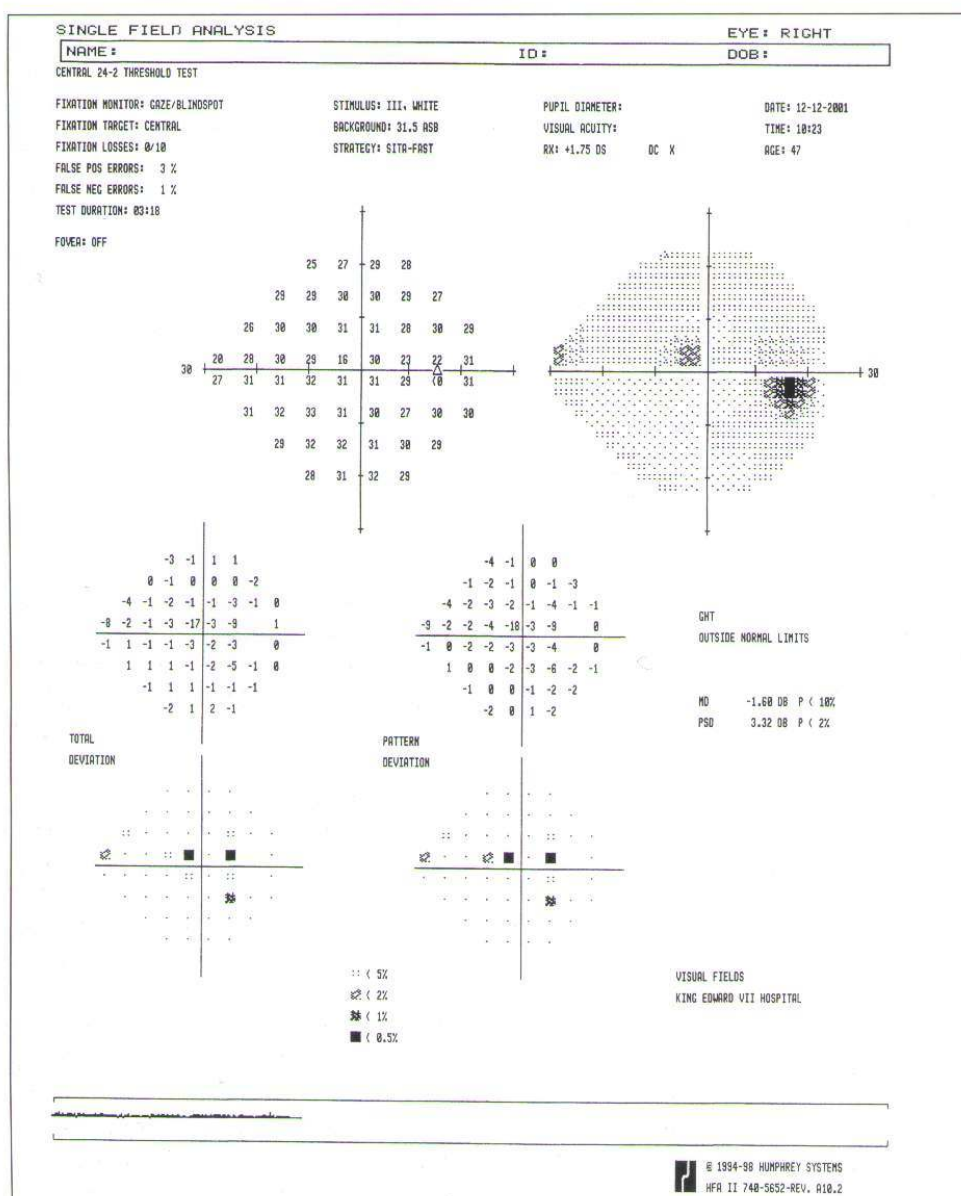 SINGLE FIELD ANALYSIS
EYE: RIGHT
NAME:
ID:
DOB:
CENTRAL 24-2 THRESHOLD TEST
FIXATION MONITOR: GAZE/BLINDSPOT
STIMULUS: III, WHITE
PUPIL DIAMETER:
DATE: 12-12-2001
FIXATION TARGET: CENTRAL
BACKGROUND: 31.5 ASB
VISUAL ACUITY:
TIME: 10:23
FIXATION LOSSES: 0/10
STRATEGY: SITA-FAST
RX: +1.75 DS DC X
AGE: 47
FALSE POS ERRORS: 3 %
FALSE NEG ERRORS: 1 %
TEST DURATION: 03:18
FOVEA: OFF
25 27 29 28
29 29 30 30 29 27
26 30 30 31 31 28 30 29
20 28 30 29 16 30 23 22 31
30
30
27 31 31 32 31 31 29 <0 31
31 32 33 31 30 27 30 30
29 32 32 31 30 29
28 31 32 29
-3 -1 1 1
0 -1 0 0 0 -2
-4 -1 -2 -1 -1 -3 -1 0
-8 -2 -1 -3 -17 -3 -9 1
-1 1 -1 -1 -3 -2 -3 0
1 1 1 -1 -2 -5 -1 0
-1 1 1 -1 -1 -1
-2 1 2 -1
TOTAL
DEVIATION
-4 -1 0 0
-1 -2 -1 0 -1 -3
-4 -2 -3 -2 -1 -4 -1 -1
-9 -2 -2 -4 -18 -3 -9 0
-1 0 -2 -2 -3 -3 -4 0
1 0 0 -2 -3 -6 -2 -1
-1 0 0 -1 -2 -2
-2 0 1 -2
PATTERN
DEVIATION
GHT
OUTSIDE NORMAL LIMITS
MD -1.60 DB P < 10%
PSD 3.32 DB P < 2%
< 5%
< 2%
< 1%
< 0.5%
VISUAL FIELDS
KING EDWARD VII HOSPITAL
© 1994-98 HUMPHREY SYSTEMS
HFA II 740-5652-REV. A10.2